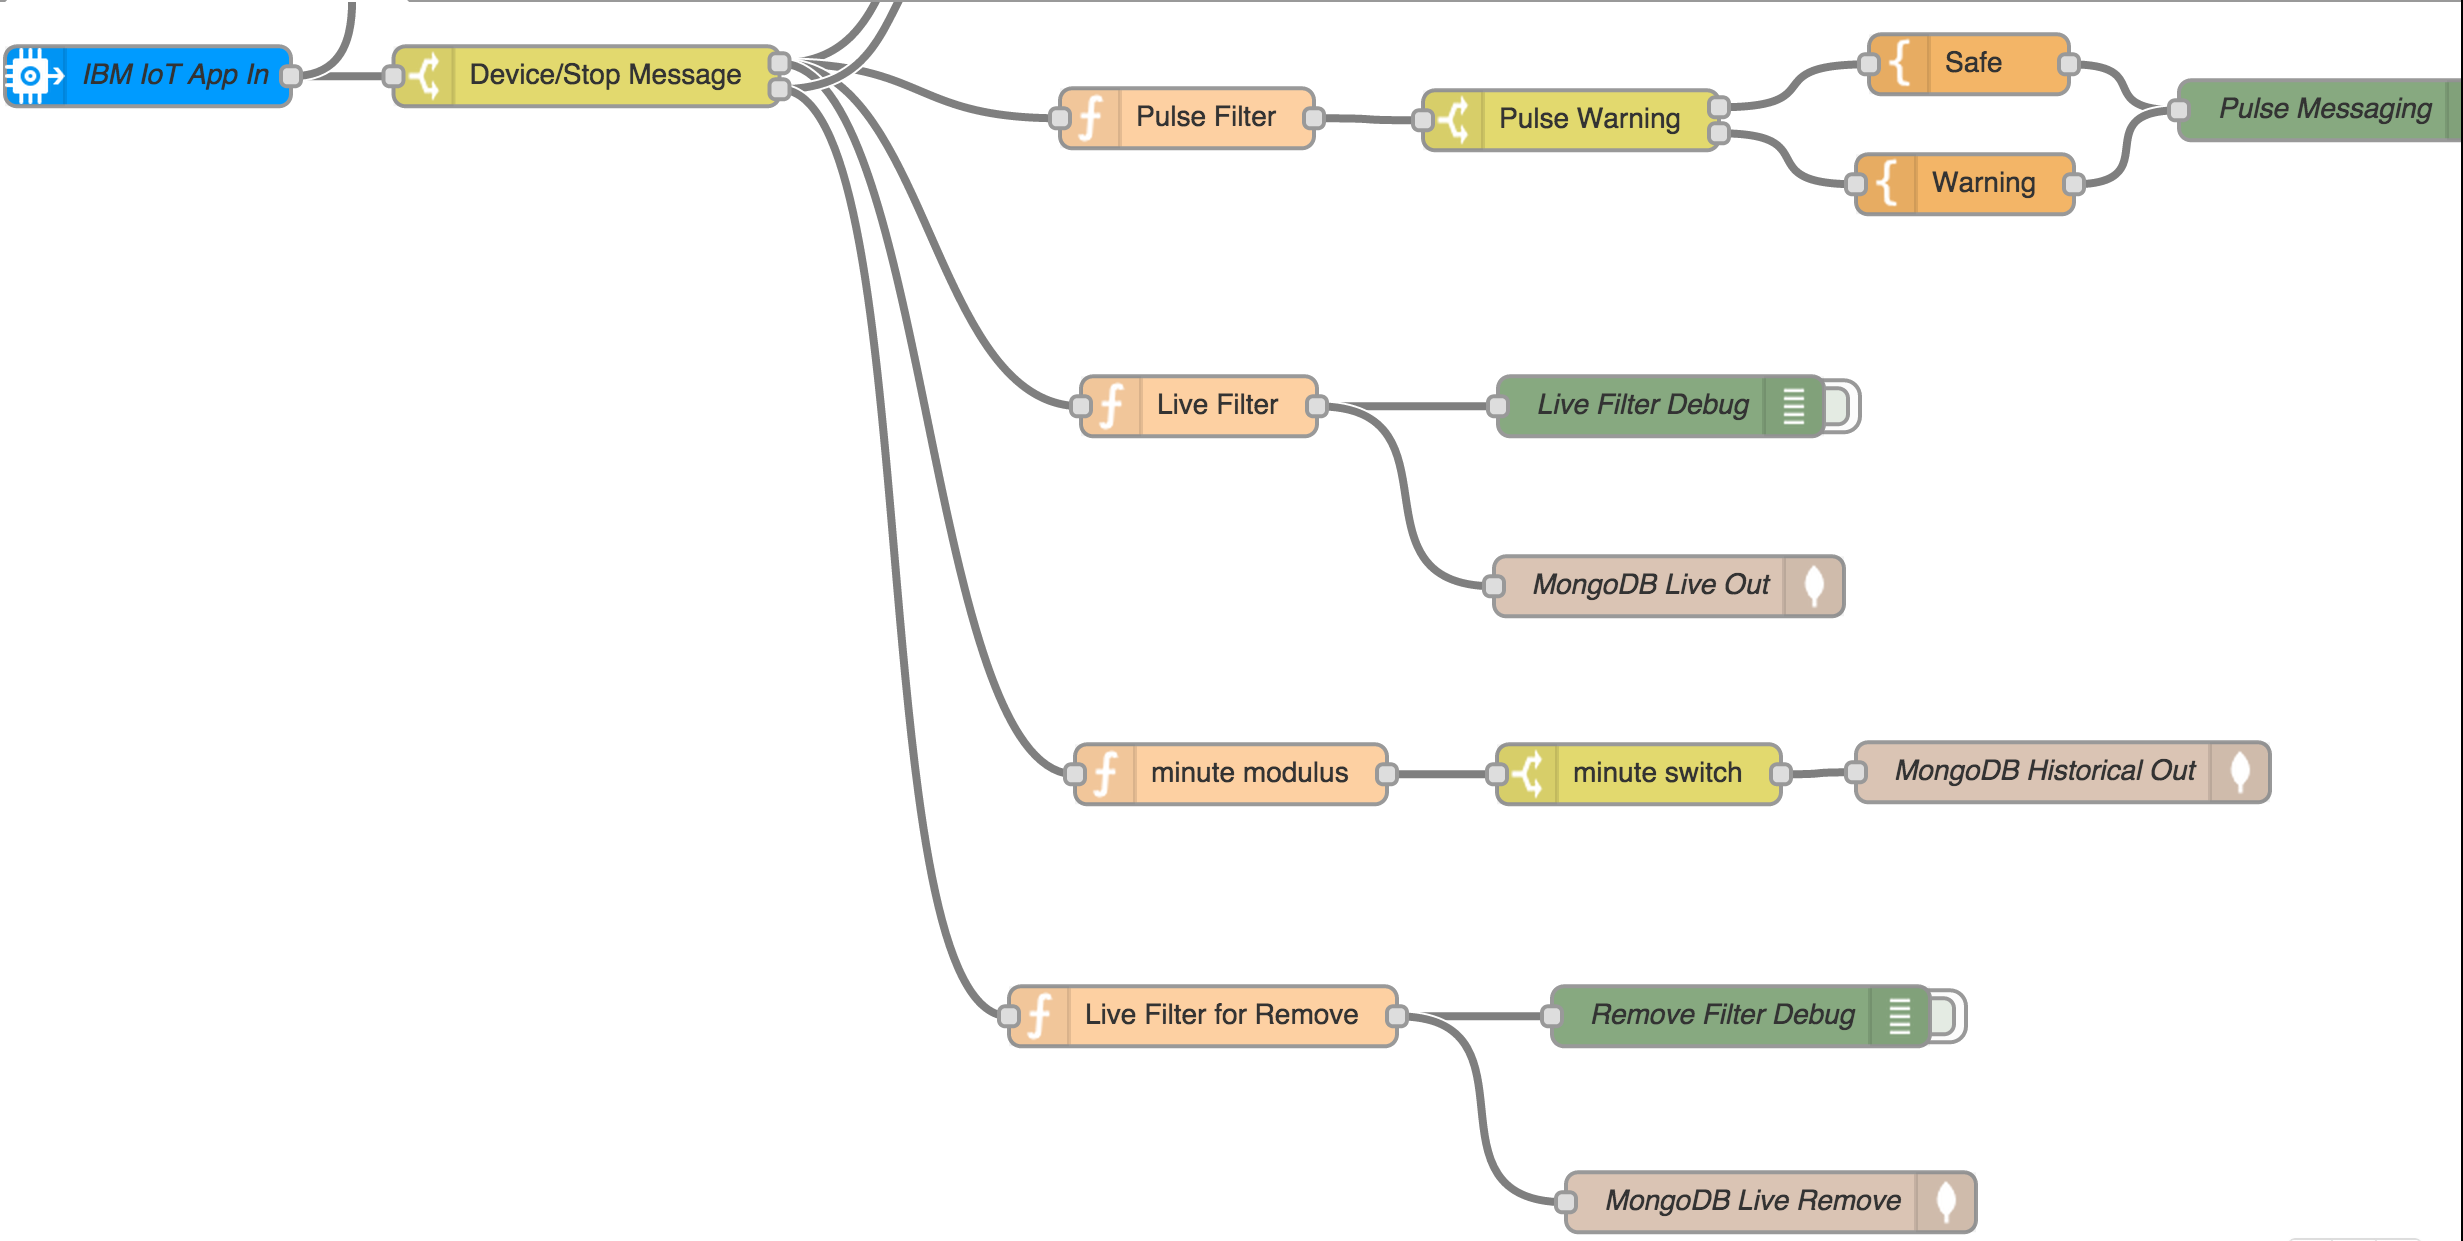 IBM IoT App In
Device/Stop Message
Pulse Filter
Pulse Warning
Safe
Warning
Pulse Messaging
Live Filter
Live Filter Debug
MongoDB Live Out
minute modulus
minute switch
MongoDB Historical Out
Live Filter for Remove
Remove Filter Debug
MongoDB Live Remove